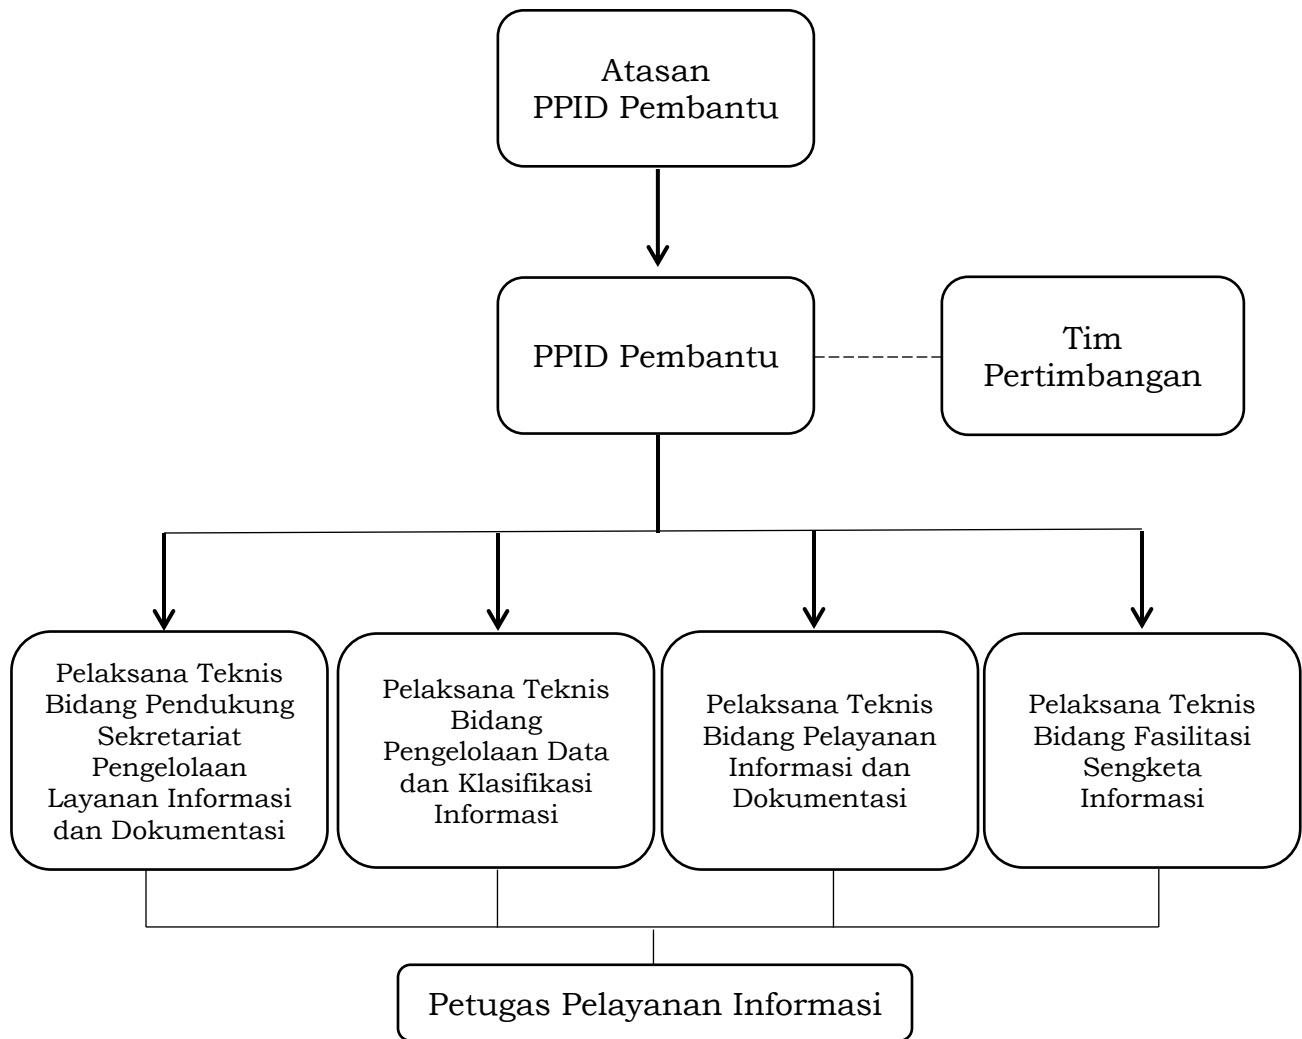 Atasan
PPID Pembantu
PPID Pembantu
Tim
Pertimbangan
Pelaksana Teknis
Bidang Pendukung
Sekretariat
Pengelolaan
Layanan Informasi
dan Dokumentasi
Pelaksana Teknis
Bidang
Pengelolaan Data
dan Klasifikasi
Informasi
Pelaksana Teknis
Bidang Pelayanan
Informasi dan
Dokumentasi
Pelaksana Teknis
Bidang Fasilitasi
Sengketa
Informasi
Petugas Pelayanan Informasi